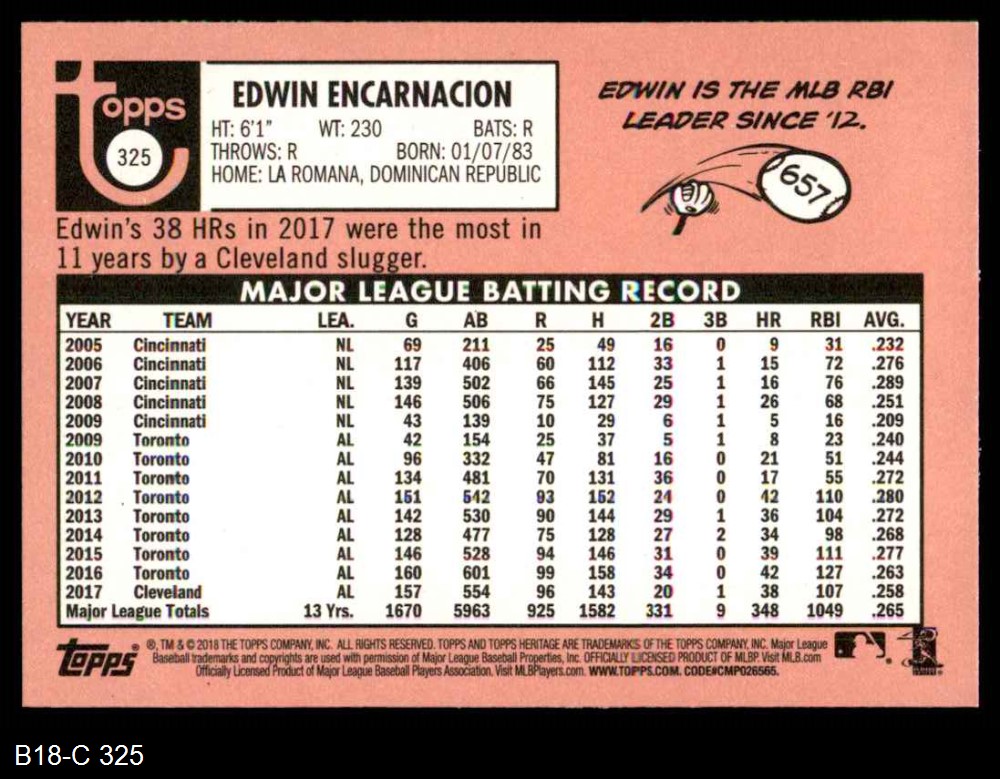 Topps
325
EDWIN ENCARNACION
HT: 6'1" WT: 230 BATS: R
THROWS: R BORN: 01/07/83
HOME: LA ROMANA, DOMINICAN REPUBLIC
EDWIN IS THE MLB RBI
LEADER SINCE '12.
657
Edwin's 38 HRs in 2017 were the most in
11 years by a Cleveland slugger.
MAJOR LEAGUE BATTING RECORD
YEAR TEAM LEA. G AB R H 2B 3B HR RBI AVG.
2005 Cincinnati NL 69 211 25 49 16 0 9 31 .232
2006 Cincinnati NL 117 406 60 112 33 1 15 72 .276
2007 Cincinnati NL 139 502 66 145 25 1 16 76 .289
2008 Cincinnati NL 146 506 75 127 29 1 26 68 .251
2009 Cincinnati NL 43 139 10 29 6 1 5 16 .209
2009 Toronto AL 42 154 25 37 5 1 8 23 .240
2010 Toronto AL 96 332 47 81 16 0 21 51 .244
2011 Toronto AL 134 481 70 131 36 0 17 55 .272
2012 Toronto AL 151 542 93 152 24 0 42 110 .280
2013 Toronto AL 142 530 90 144 29 1 36 104 .272
2014 Toronto AL 128 477 75 128 27 2 34 98 .268
2015 Toronto AL 146 528 94 146 31 0 39 111 .277
2016 Toronto AL 160 601 99 158 34 0 42 127 .263
2017 Cleveland AL 157 554 96 143 20 1 38 107 .258
Major League Totals 13 Yrs. 1670 5963 925 1582 331 9 348 1049 .265
Topps ®, TM & © 2018 THE TOPPS COMPANY, INC. ALL RIGHTS RESERVED. TOPPS AND TOPPS HERITAGE ARE TRADEMARKS OF THE TOPPS COMPANY, INC. Major League
Baseball trademarks and copyrights are used with permission of Major League Baseball Properties, Inc. OFFICIALLY LICENSED PRODUCT OF MLBP. Visit MLB.com
Officially Licensed Product of Major League Baseball Players Association. Visit MLBPlayers.com. WWW.TOPPS.COM. CODE#CMP026565.
B18-C 325